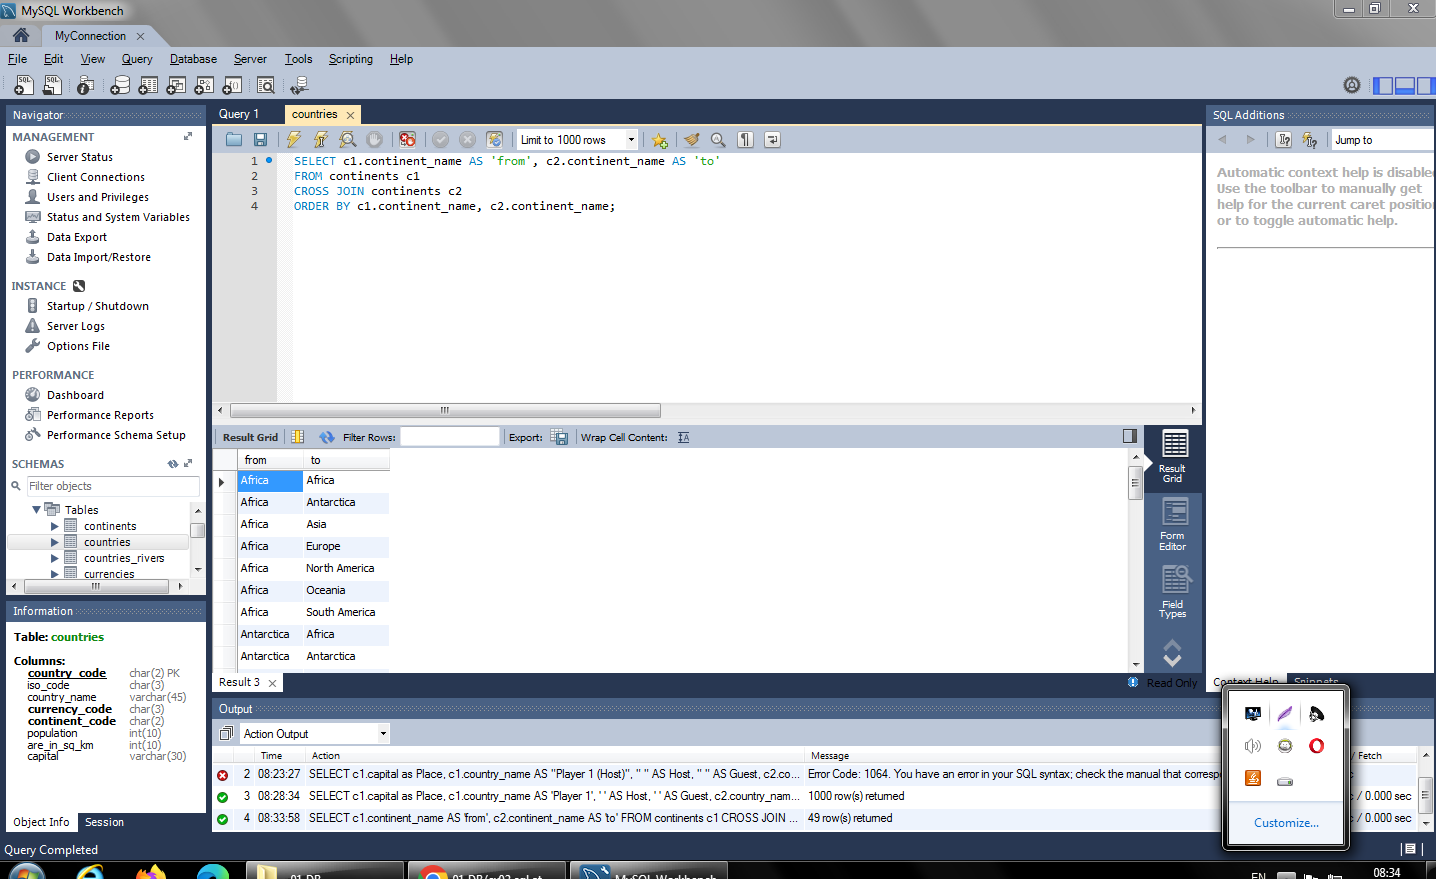 MySQL Workbench
MyConnection
File Edit View Query Database Server Tools Scripting Help
Navigator
MANAGEMENT
Server Status
Client Connections
Users and Privileges
Status and System Variables
Data Export
Data Import/Restore
INSTANCE
Startup / Shutdown
Server Logs
Options File
PERFORMANCE
Dashboard
Performance Reports
Performance Schema Setup
SCHEMAS
Filter objects
Tables
continents
countries
countries_rivers
currencies
Information
Table: countries
Columns:
country_code char(2) PK
iso_code char(3)
country_name varchar(45)
currency_code char(3)
continent_code char(2)
population int(10)
are_in_sq_km int(10)
capital varchar(30)
Object Info Session
Query Completed
Query 1 countries
Limit to 1000 rows
1 SELECT c1.continent_name AS 'from', c2.continent_name AS 'to'
2 FROM continents c1
3 CROSS JOIN continents c2
4 ORDER BY c1.continent_name, c2.continent_name;
Result Grid Filter Rows: Export: Wrap Cell Content:
from to
Africa Africa
Africa Antarctica
Africa Asia
Africa Europe
Africa North America
Africa Oceania
Africa South America
Antarctica Africa
Antarctica Antarctica
Result Grid
Form Editor
Field Types
Result 3
Read Only
SQL Additions
Jump to
Automatic context help is disabled
Use the toolbar to manually get
help for the current caret position
or to toggle automatic help.
Context Help Snippets
Output
Action Output
Time Action Message / Fetch
2 08:23:27 SELECT c1.capital as Place, c1.country_name AS "Player 1 (Host)", " " AS Host, " " AS Guest, c2.co... Error Code: 1064. You have an error in your SQL syntax; check the manual that corresp
3 08:28:34 SELECT c1.capital as Place, c1.country_name AS 'Player 1', ' ' AS Host, ' ' AS Guest, c2.country_nam... 1000 row(s) returned c / 0.000 sec
4 08:33:58 SELECT c1.continent_name AS 'from', c2.continent_name AS 'to' FROM continents c1 CROSS JOIN ... 49 row(s) returned c / 0.000 sec
Customize...
01-DB
MySQL Workbench
EN
08:34